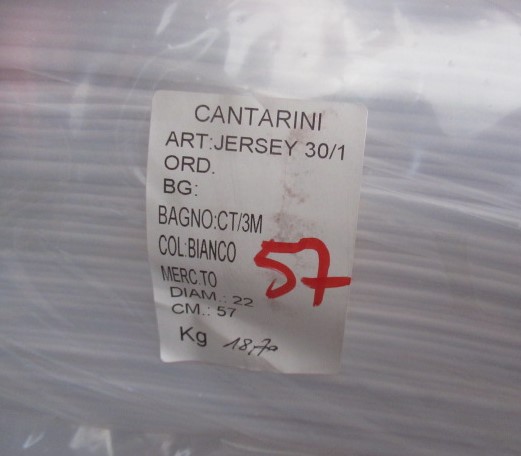 CANTARINI
ART:JERSEY 30/1
ORD.
BG:
BAGNO:CT/3M
COL:BIANCO
57
MERC.TO
DIAM.: 22
CM.: 57
Kg 18,70